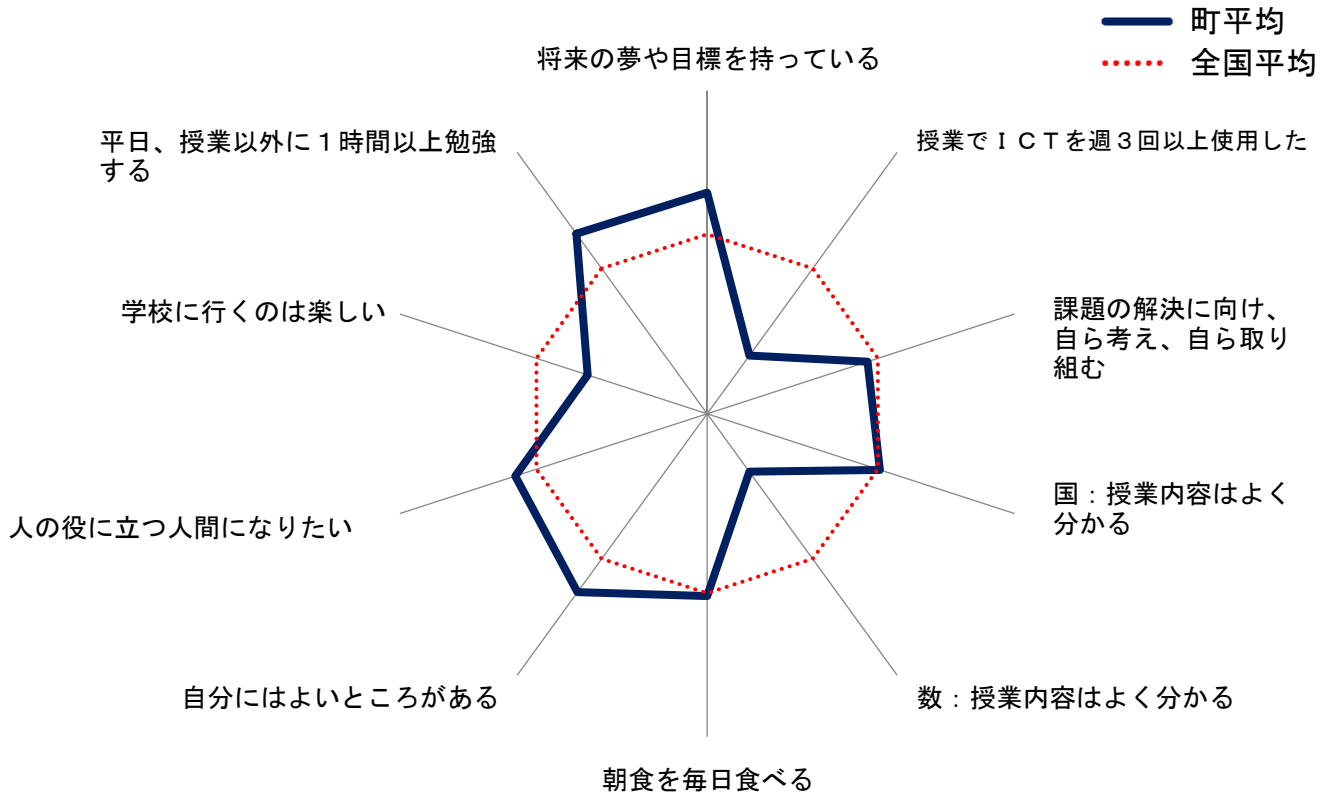 町平均
全国平均
将来の夢や目標を持っている
授業でＩＣＴを週３回以上使用した
課題の解決に向け、
自ら考え、自ら取り
組む
国：授業内容はよく
分かる
数：授業内容はよく分かる
朝食を毎日食べる
自分にはよいところがある
人の役に立つ人間になりたい
学校に行くのは楽しい
平日、授業以外に１時間以上勉強
する